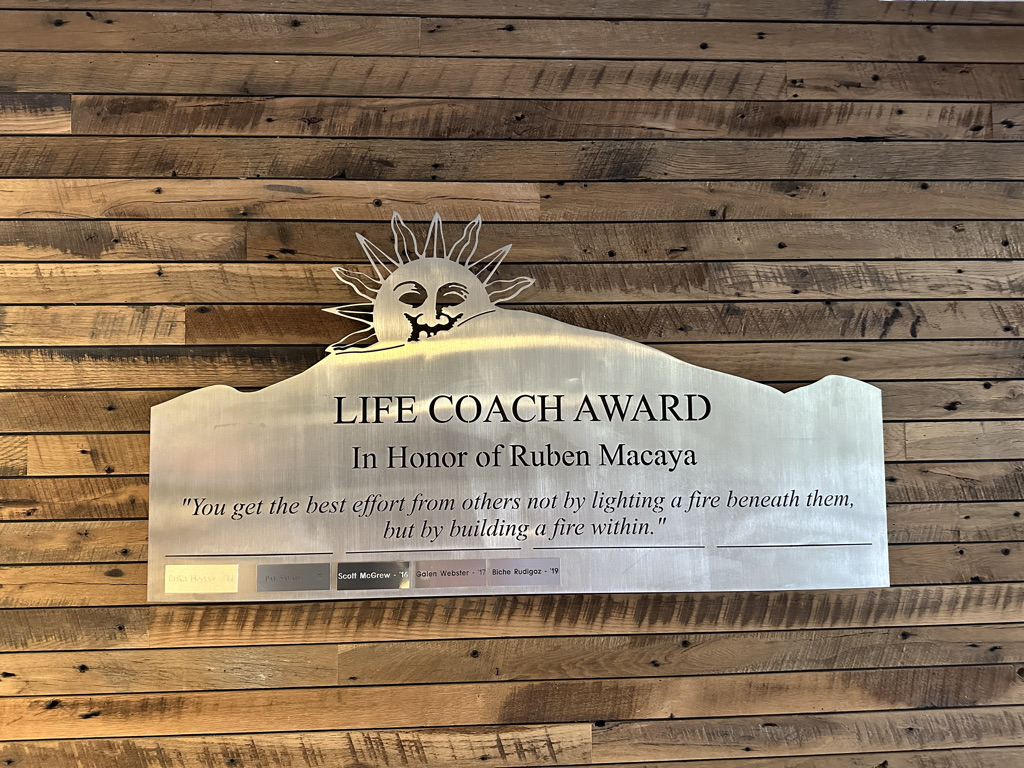 LIFE COACH AWARD
In Honor of Ruben Macaya
"You get the best effort from others not by lighting a fire beneath them,
but by building a fire within."
Scott McGrew - '16 Galen Webster - '17 Biche Rudigoz - '19